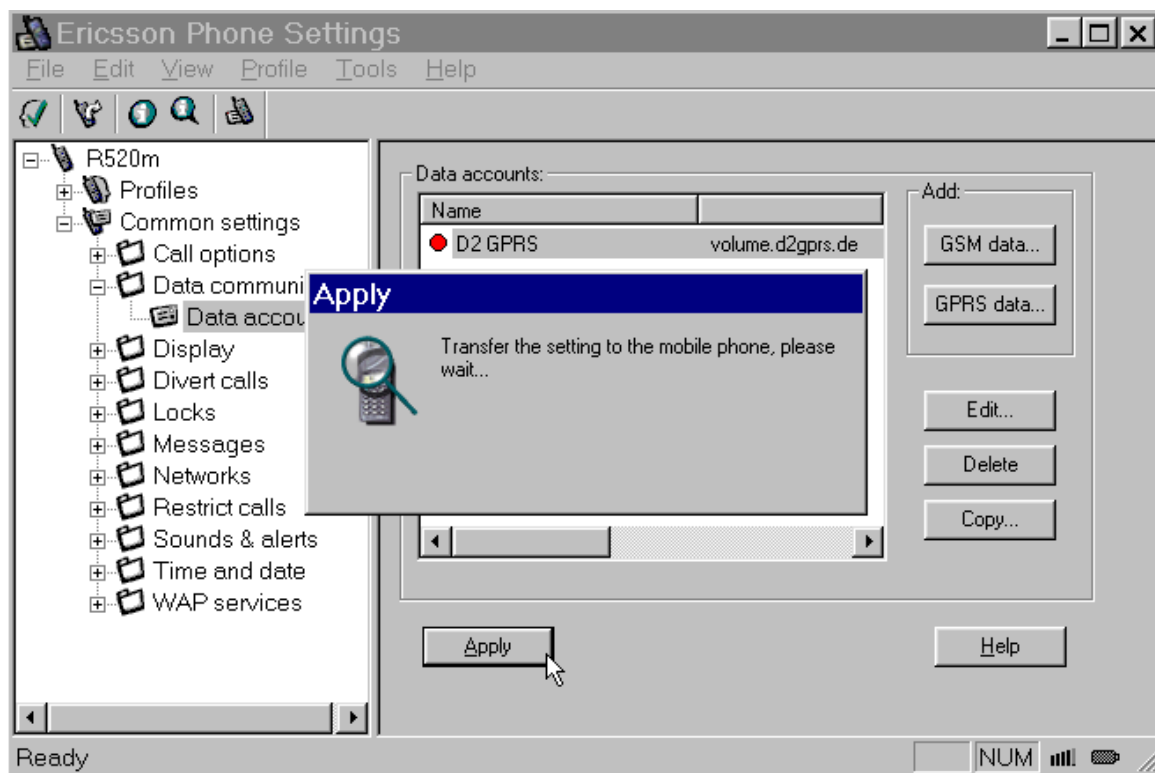 Ericsson Phone Settings
File Edit View Profile Tools Help
R520m
Profiles
Common settings
Call options
Data communi
Data accou
Display
Divert calls
Locks
Messages
Networks
Restrict calls
Sounds & alerts
Time and date
WAP services
Data accounts:
Name
D2 GPRS volume.d2gprs.de
Add:
GSM data...
GPRS data...
Edit...
Delete
Copy...
Apply
Transfer the setting to the mobile phone, please
wait...
Apply
Help
Ready
NUM